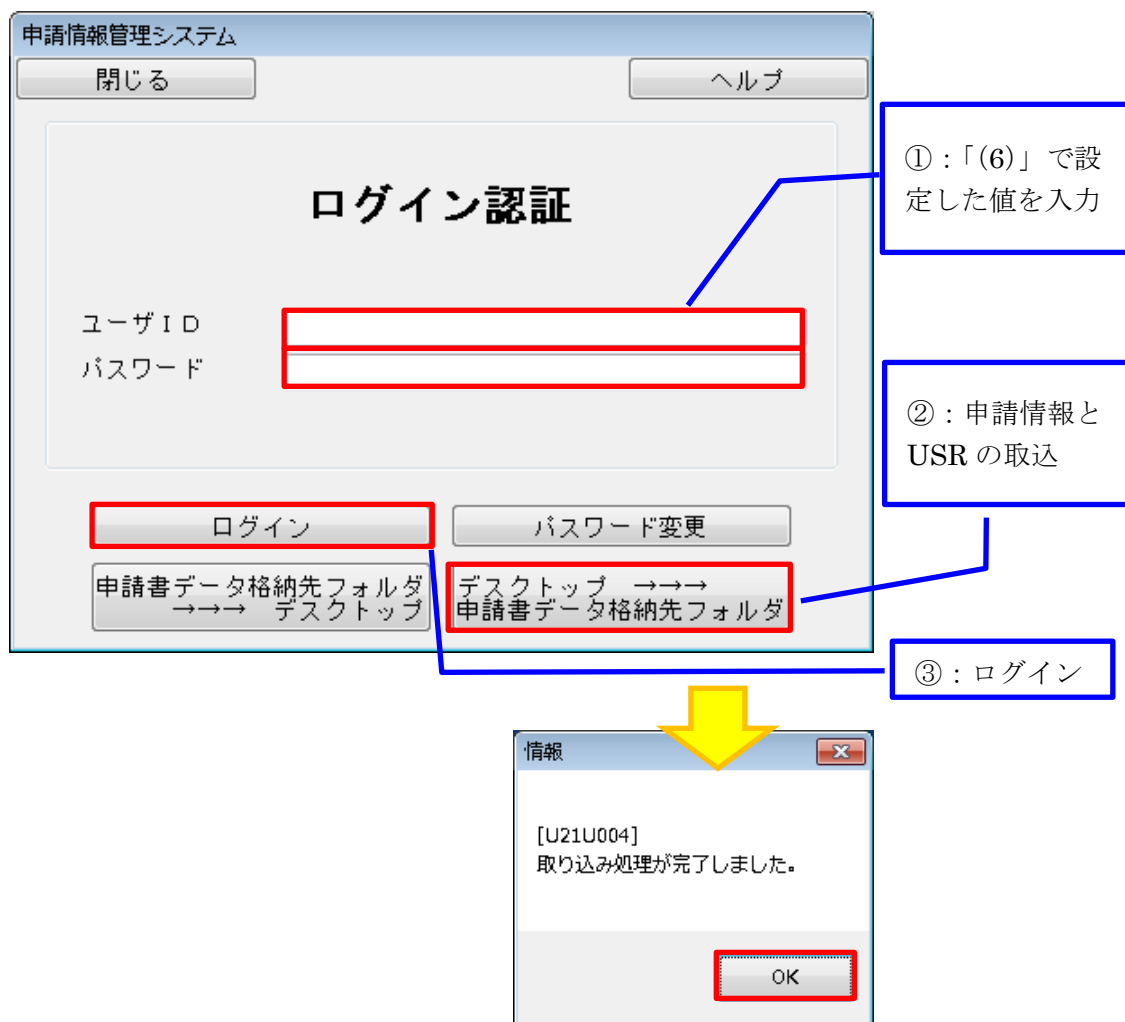 申請情報管理システム
閉じる
ヘルプ
ログイン認証
①：「(6)」で設
定した値を入力
ユーザＩＤ
パスワード
②：申請情報と
USR の取込
ログイン
パスワード変更
申請書データ格納先フォルダ
→→→ デスクトップ
デスクトップ →→→
申請書データ格納先フォルダ
③：ログイン
情報
[U21U004]
取り込み処理が完了しました。
OK